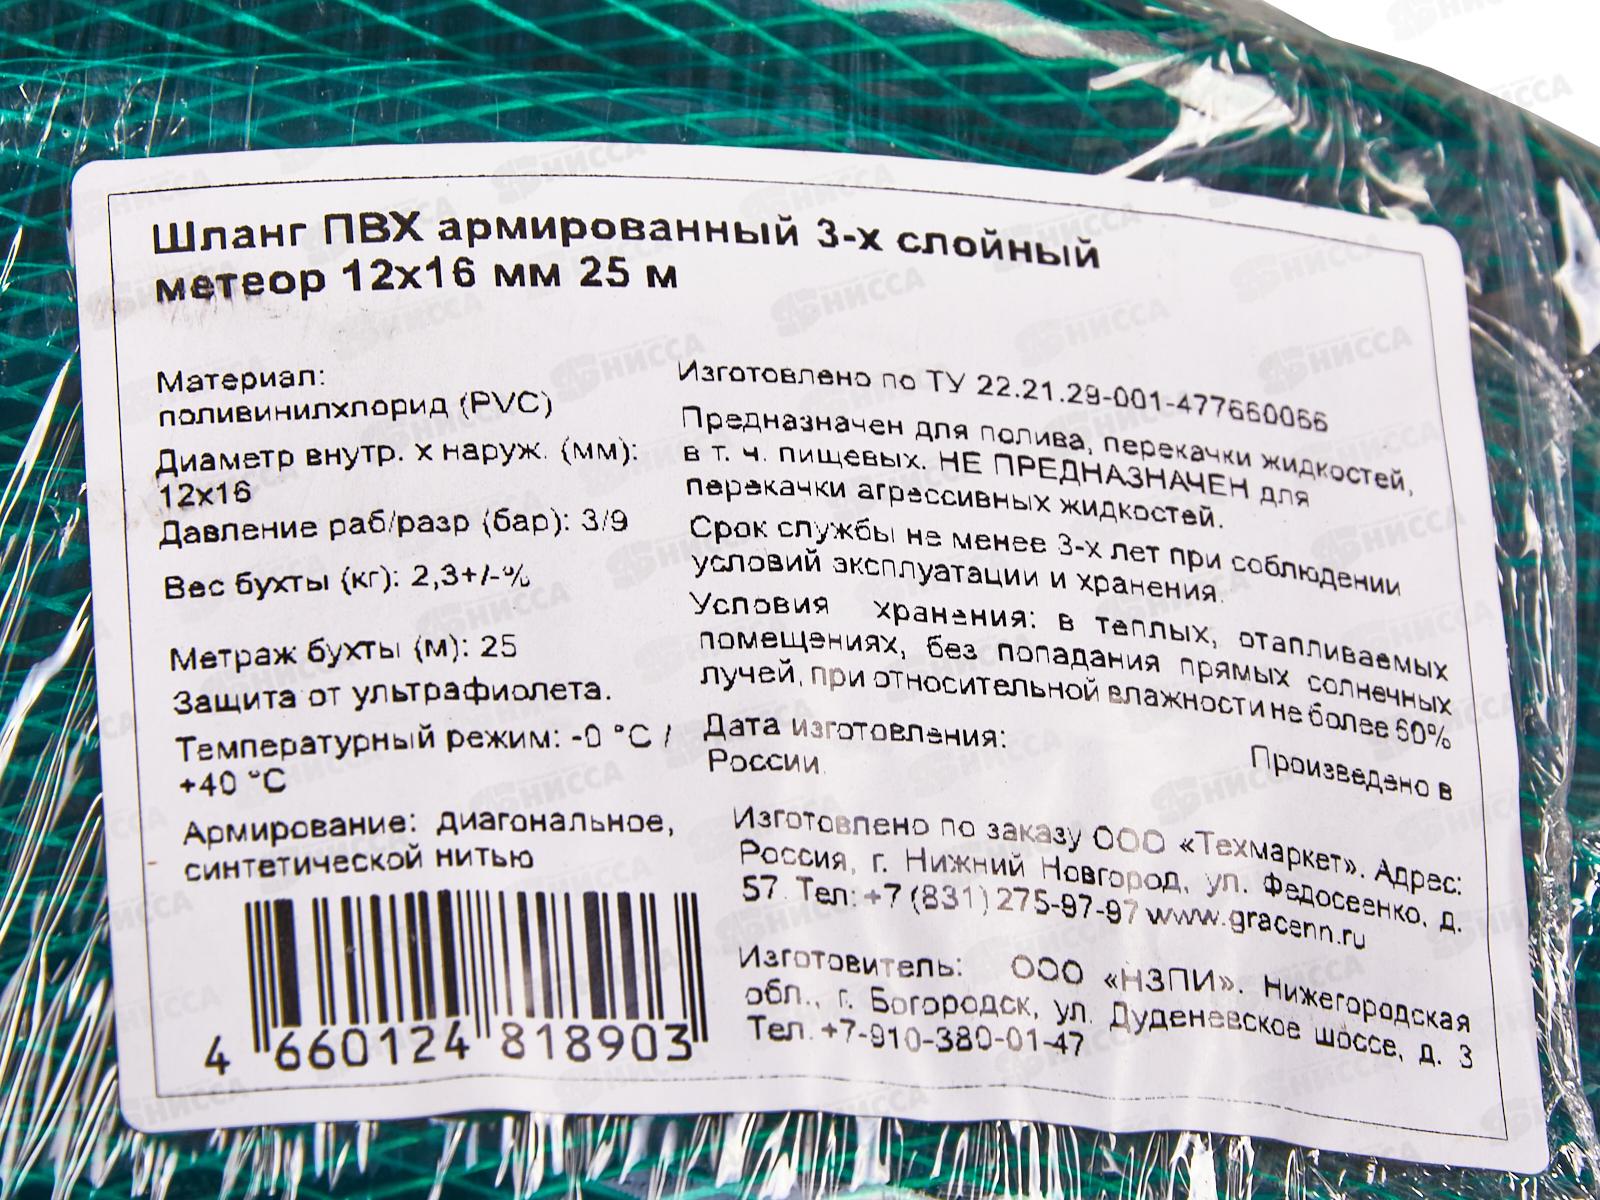 Шланг ПВХ армированный 3-х слойный
метеор 12х16 мм 25 м
Материал:
поливинилхлорид (PVC)
Диаметр внутр. х наруж. (мм):
12х16
Давление раб/разр (бар): 3/9
Вес бухты (кг): 2,3+/-%
Метраж бухты (м): 25
Защита от ультрафиолета.
Температурный режим: -0 °С /
+40 °С
Армирование: диагональное,
синтетической нитью
4 660124 818903
Изготовлено по ТУ 22.21.29-001-477660066
Предназначен для полива, перекачки жидкостей,
в т. ч. пищевых. НЕ ПРЕДНАЗНАЧЕН для
перекачки агрессивных жидкостей.
Срок службы не менее 3-х лет при соблюдении
условий эксплуатации и хранения.
Условия хранения: в теплых, отапливаемых
помещениях, без попадания прямых солнечных
лучей, при относительной влажности не более 60%
Дата изготовления:
Произведено в
России.
Изготовлено по заказу ООО «Техмаркет». Адрес:
Россия, г. Нижний Новгород, ул. Федосеенко, д.
57. Тел: +7 (831) 275-97-97 www.gracenn.ru
Изготовитель: ООО «НЗПИ». Нижегородская
обл., г. Богородск, ул. Дуденевское шоссе, д. 3
Тел. +7-910-380-01-47
НИССА